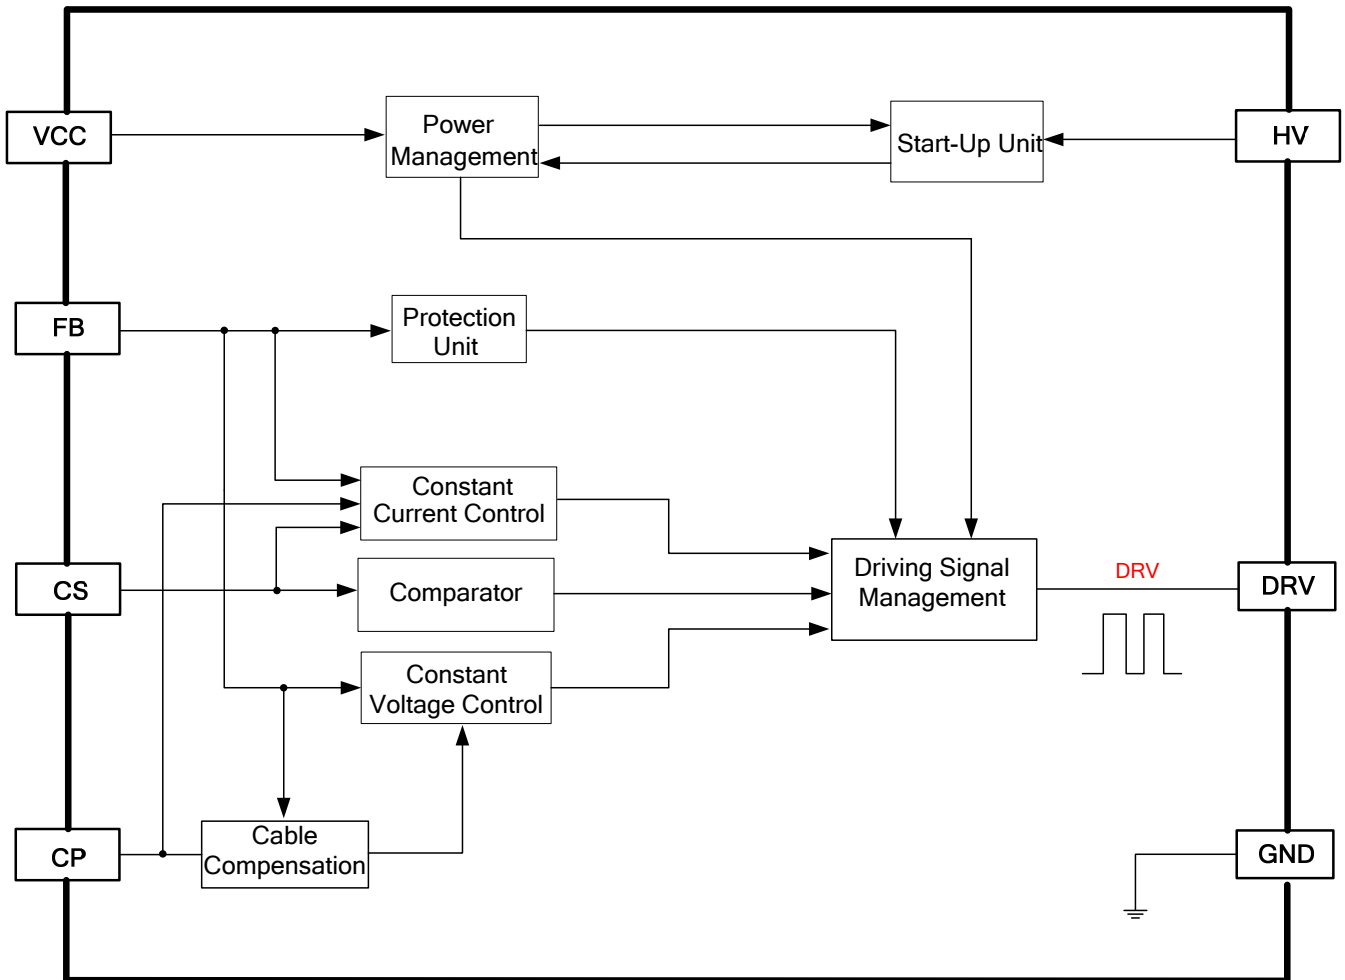 VCC
Power
Management
Start-Up Unit
HV
FB
Protection
Unit
Constant
Current Control
CS
Comparator
Driving Signal
Management
DRV
DRV
Constant
Voltage Control
CP
Cable
Compensation
GND